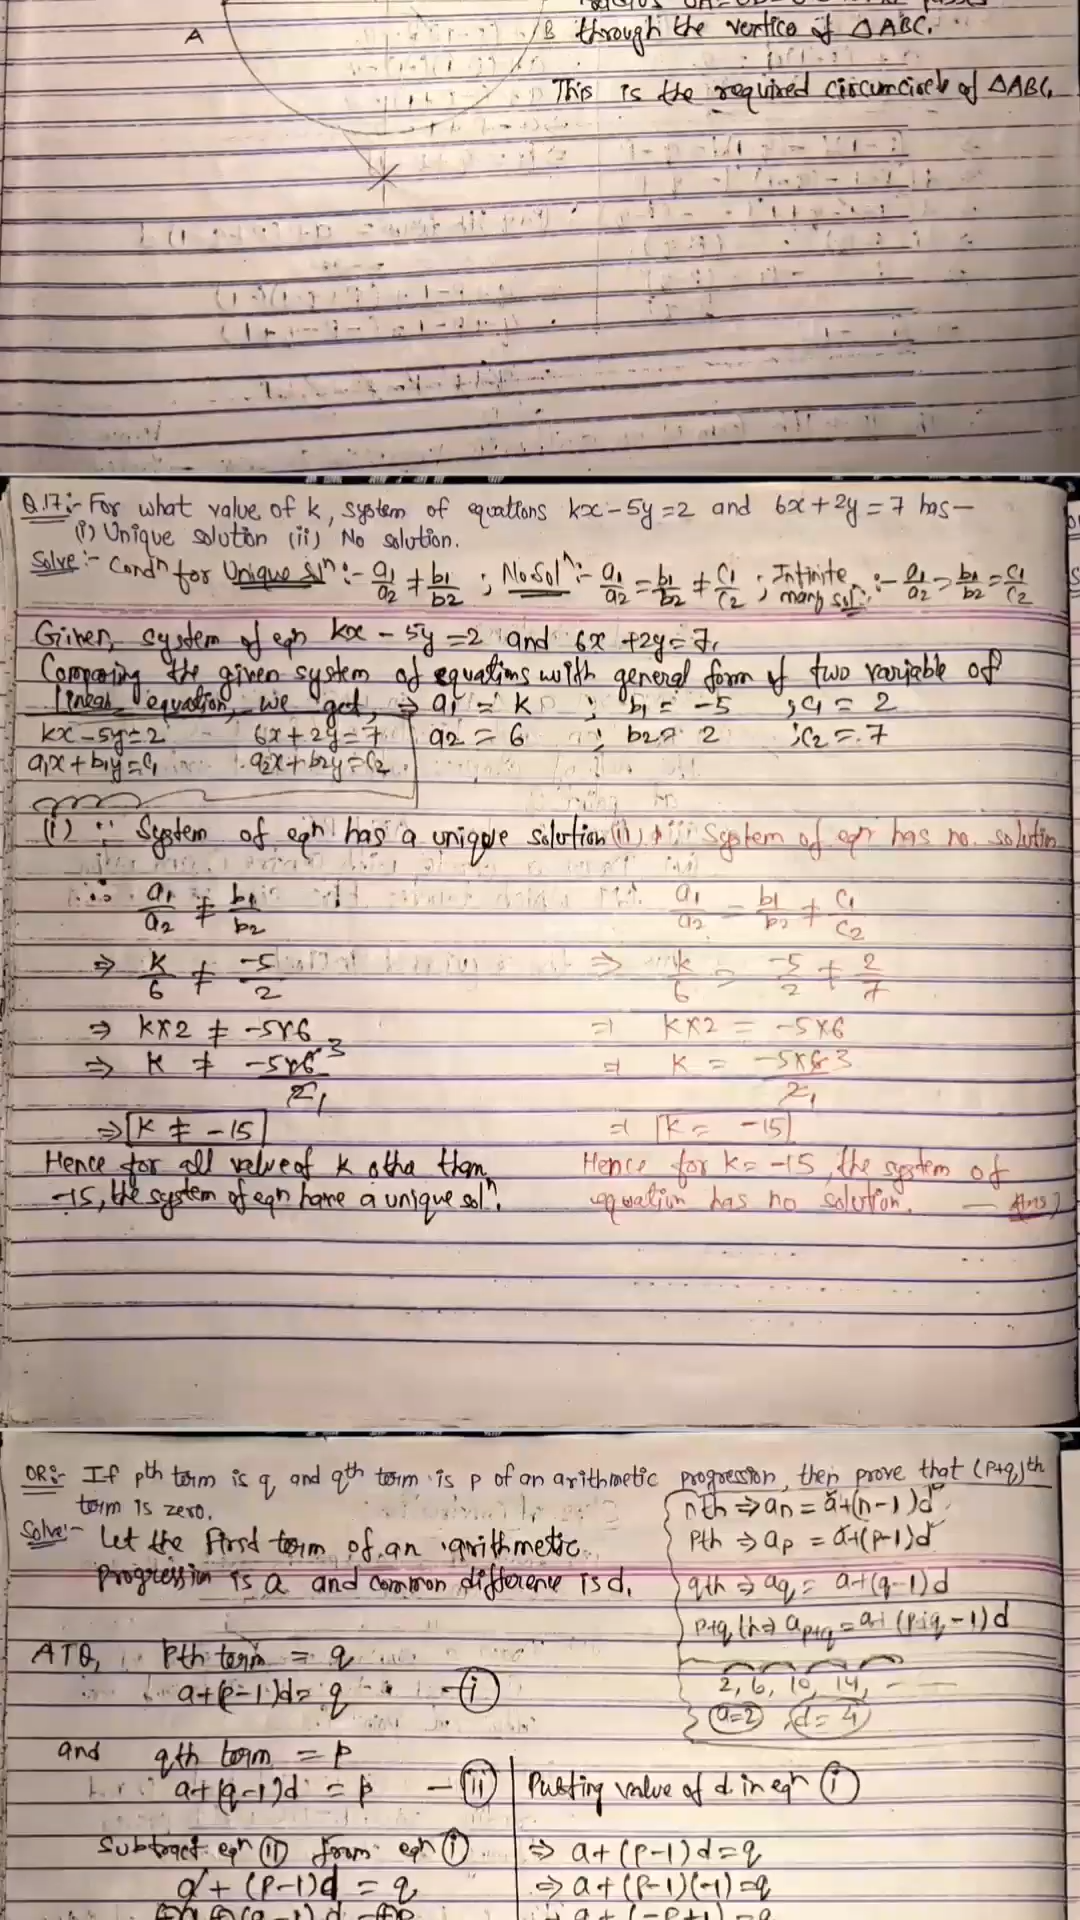 A
B through the vertice of △ABC.
This is the required circumcircle of △ABC.
Q.17:- For what value of k, system of equations kx-5y=2 and 6x+2y=7 has-
(i) Unique solution (ii) No solution.
Solve:- Condⁿ for Unique solⁿ:- a1/a2 ≠ b1/b2 ; No Solⁿ:- a1/a2 = b1/b2 ≠ c1/c2 ; Infinite many sol:- a1/a2 = b1/b2 = c1/c2
Given, system of eqn kx - 5y = 2 and 6x + 2y = 7.
Comparing the given system of equations with general form of two variable of
linear equation, we get, ⇒ a1 = k ; b1 = -5 ; c1 = 2
kx-5y=2 6x+2y=7 a2 = 6 ; b2 = 2 ; c2 = 7
a1x+b1y=c1 a2x+b2y=c2
(i) ∵ System of eqn has a unique solution (ii) ∵ System of eqn has no solution
∴ a1/a2 ≠ b1/b2 a1/a2 = b1/b2 ≠ c1/c2
⇒ k/6 ≠ -5/2 ⇒ k/6 = -5/2 ≠ 2/7
⇒ k×2 ≠ -5×6 ⇒ k×2 = -5×6
⇒ k ≠ -5×6 3/2 1 ⇒ k = -5×6 3/2 1
⇒ k ≠ -15 ⇒ k = -15
Hence for all value of k otha than Hence for k=-15, the system of
-15, the system of eqn have a unique solⁿ. equation has no solution. — Ans)
OR:- If pth term is q and qth term is p of an arithmetic progression, then prove that (p+q)th
term is zero. nth ⇒ an = a+(n-1)d
Solve:- Let the first term of an arithmetic pth ⇒ ap = a+(p-1)d
progression is a and common difference is d. qth ⇒ aq = a+(q-1)d
p+qth ⇒ ap+q = a+(p+q-1)d
ATQ, pth term = q 2, 6, 10, 14, - —
a+(p-1)d = q —(i) a=2 d=4
and qth term = p
a+(q-1)d = p —(ii) Putting value of d in eqn (i)
Subtract eqn (ii) from eqn (i) ⇒ a+(p-1)d=q
a + (p-1)d = q ⇒ a+(p-1)(-1)=q
a+(-p+1)=q